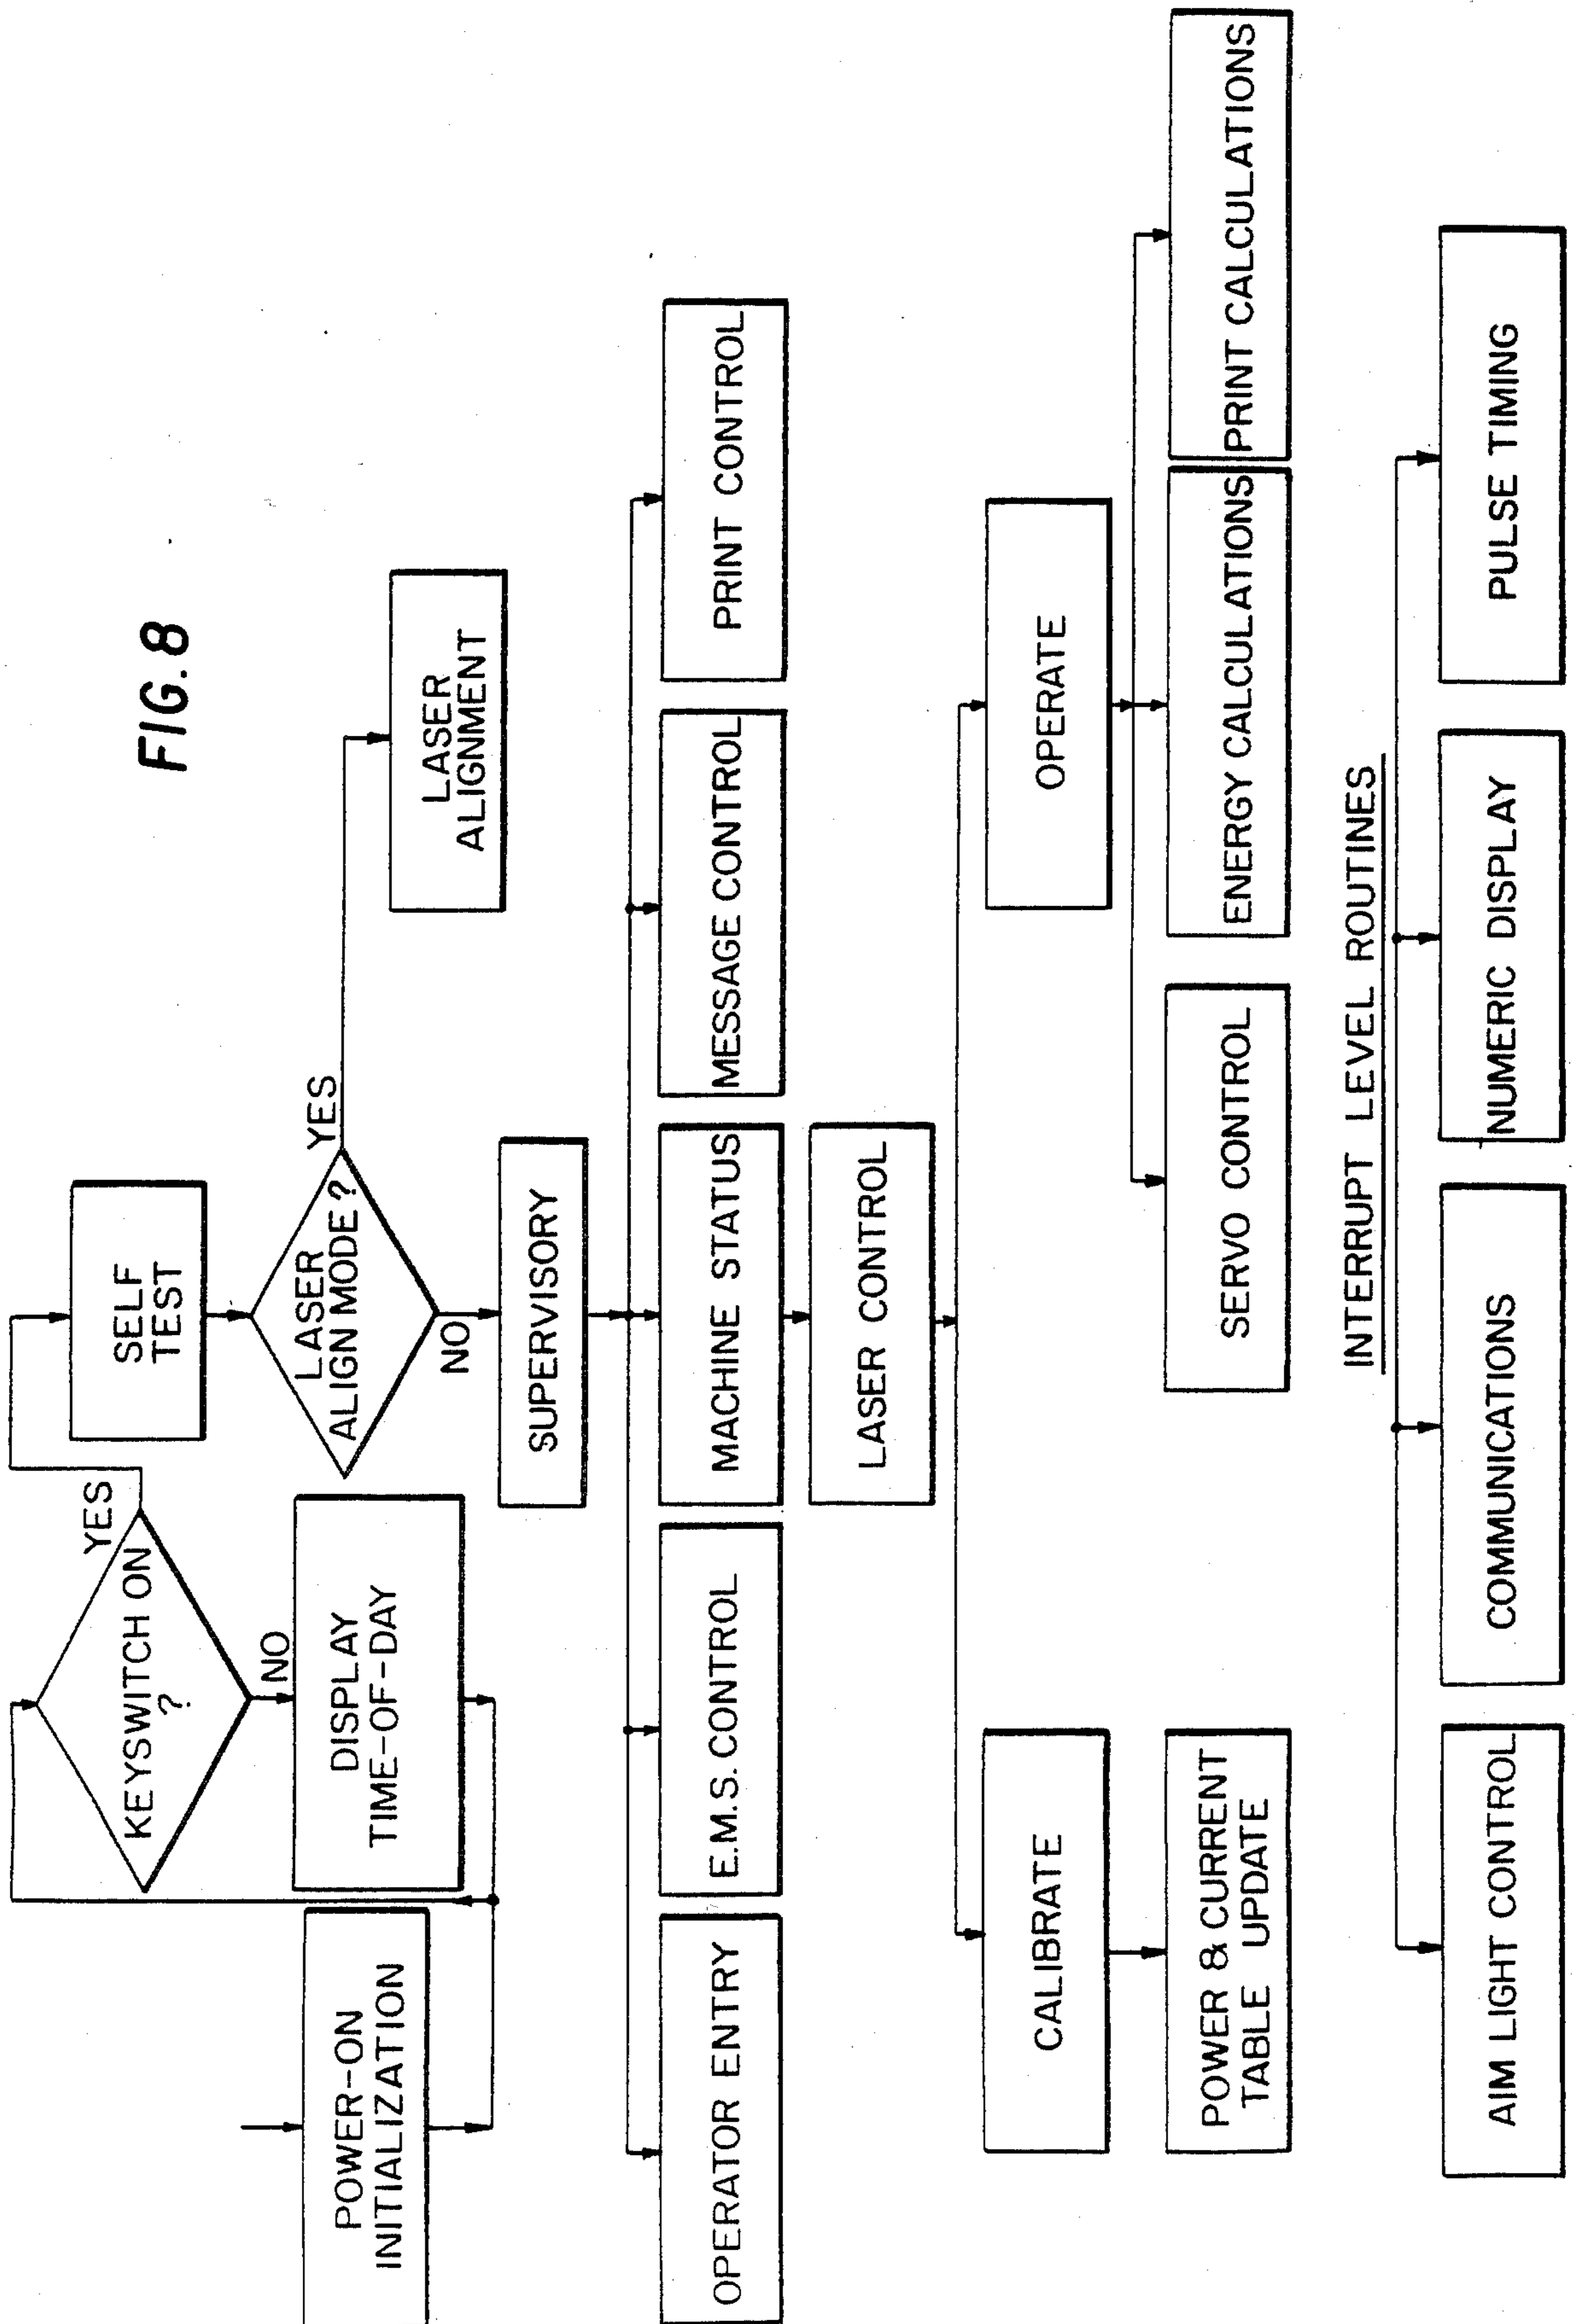 FIG. 8
POWER-ON
INITIALIZATION
KEYSWITCH ON
?
YES
NO
DISPLAY
TIME-OF-DAY
SELF
TEST
LASER
ALIGN MODE ?
YES
NO
LASER
ALIGNMENT
SUPERVISORY
OPERATOR ENTRY
E.M.S. CONTROL
MACHINE STATUS
MESSAGE CONTROL
PRINT CONTROL
LASER CONTROL
CALIBRATE
OPERATE
POWER & CURRENT
TABLE UPDATE
SERVO CONTROL
ENERGY CALCULATIONS
PRINT CALCULATIONS
INTERRUPT LEVEL ROUTINES
AIM LIGHT CONTROL
COMMUNICATIONS
NUMERIC DISPLAY
PULSE TIMING